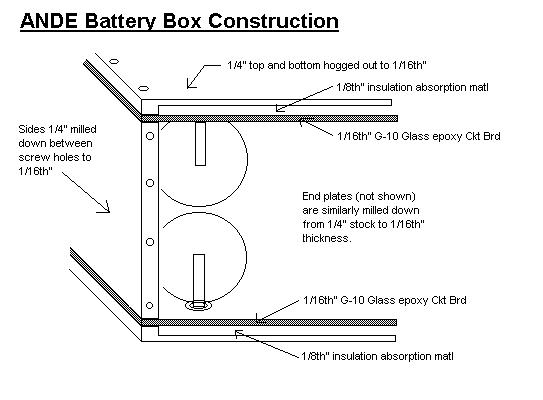 ANDE Battery Box Construction
1/4" top and bottom hogged out to 1/16th"
1/8th" insulation absorption matl
1/16th" G-10 Glass epoxy Ckt Brd
Sides 1/4" milled
down between
screw holes to
1/16th"
End plates (not shown)
are similarly milled down
from 1/4" stock to 1/16th"
thickness.
1/16th" G-10 Glass epoxy Ckt Brd
1/8th" insulation absorption matl